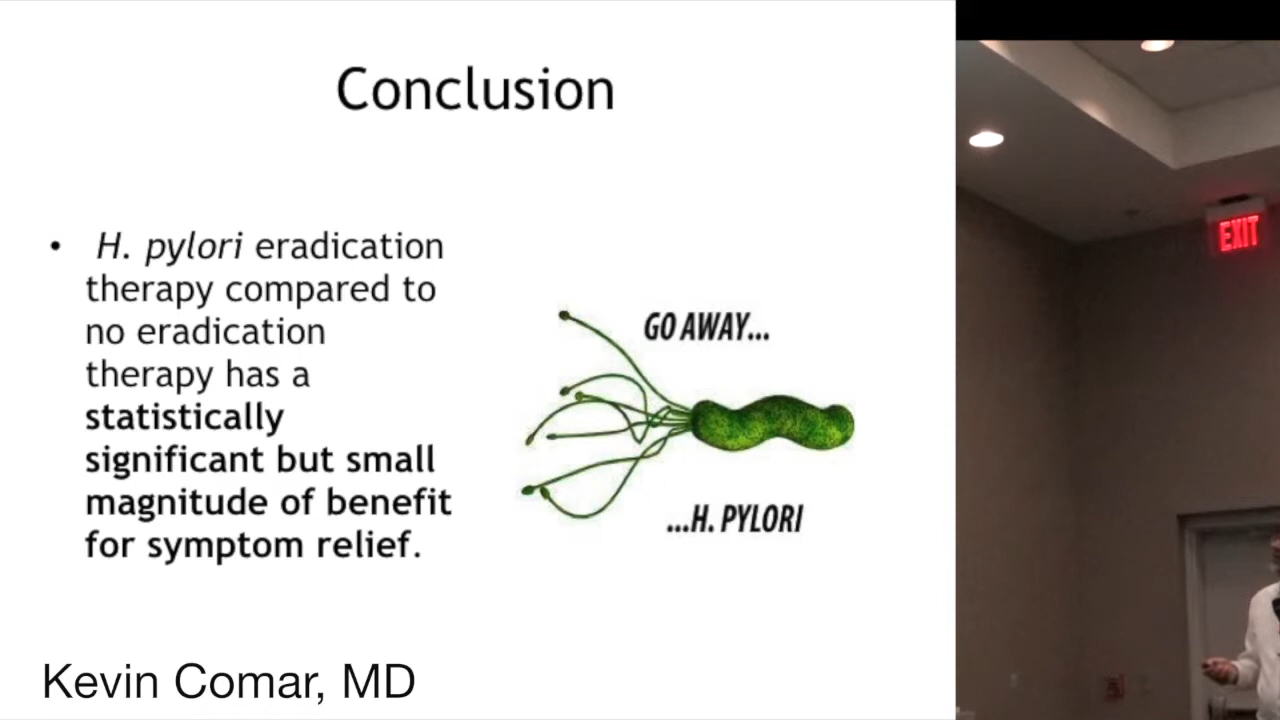 Conclusion
• H. pylori eradication
therapy compared to
no eradication
therapy has a
statistically
significant but small
magnitude of benefit
for symptom relief.
GO AWAY...
...H. PYLORI
Kevin Comar, MD
EXIT